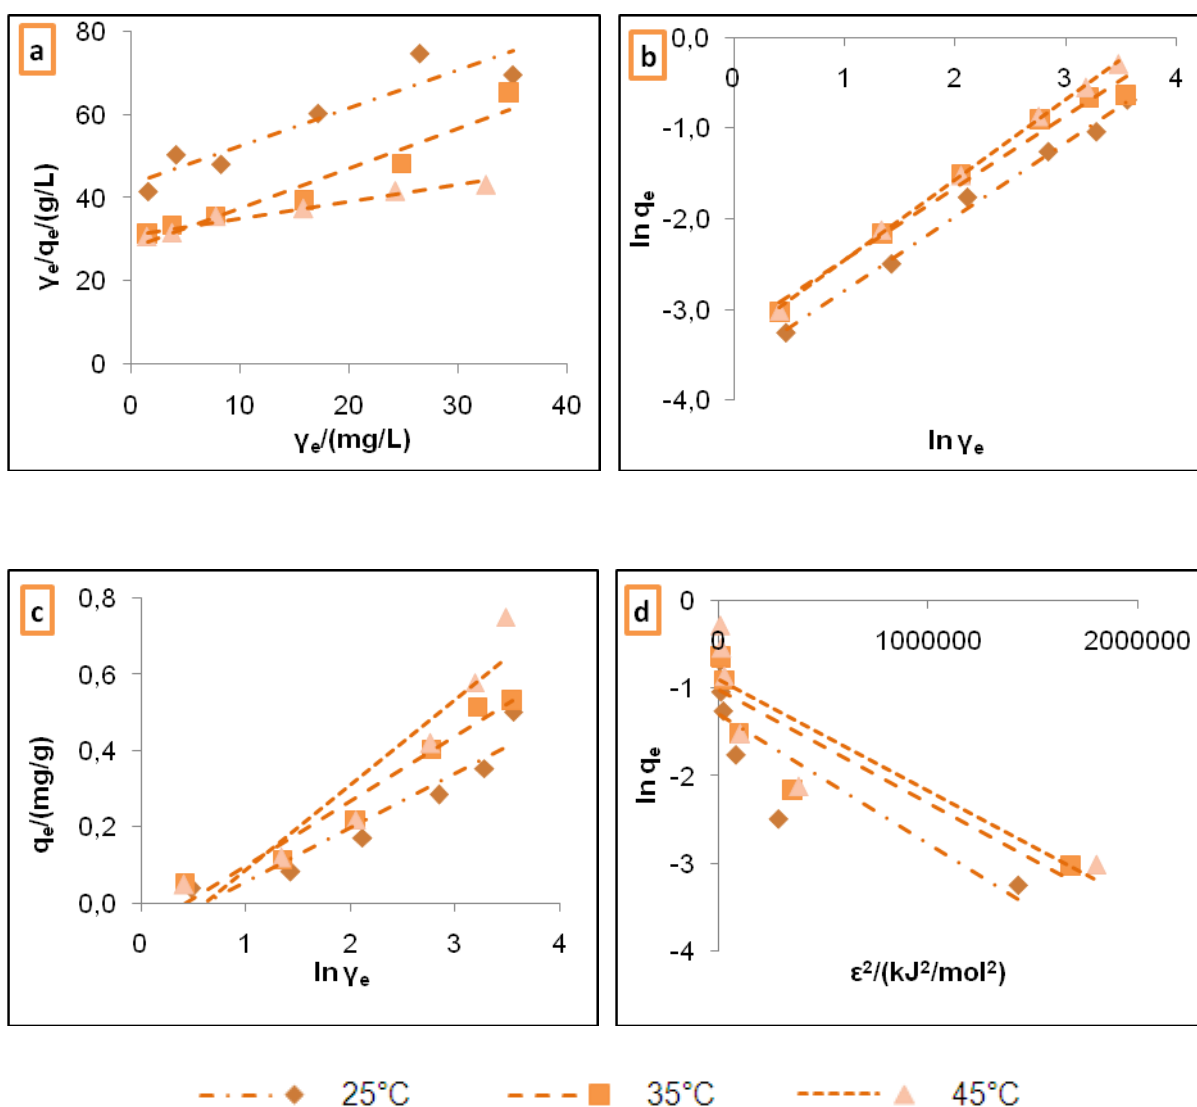 a
80
60
40
20
0
0 10 20 30 40
γe/qe/(g/L)
γe/(mg/L)
b
0,0
-1,0
-2,0
-3,0
-4,0
0 1 2 3 4
ln qe
ln γe
c
0,8
0,6
0,4
0,2
0,0
0 1 2 3 4
qe/(mg/g)
ln γe
d
0
-1
-2
-3
-4
0 1000000 2000000
ln qe
ε²/(kJ²/mol²)
25°C 35°C 45°C